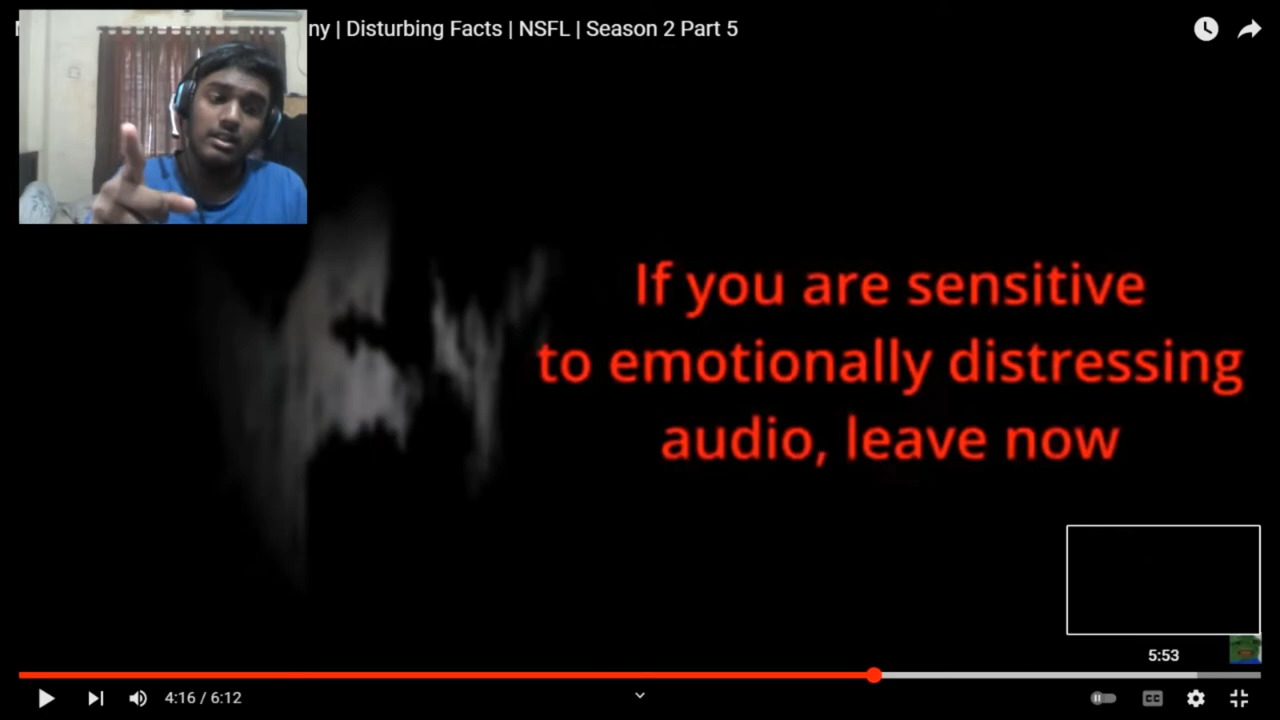 ny | Disturbing Facts | NSFL | Season 2 Part 5
If you are sensitive
to emotionally distressing
audio, leave now
5:53
4:16 / 6:12
CC